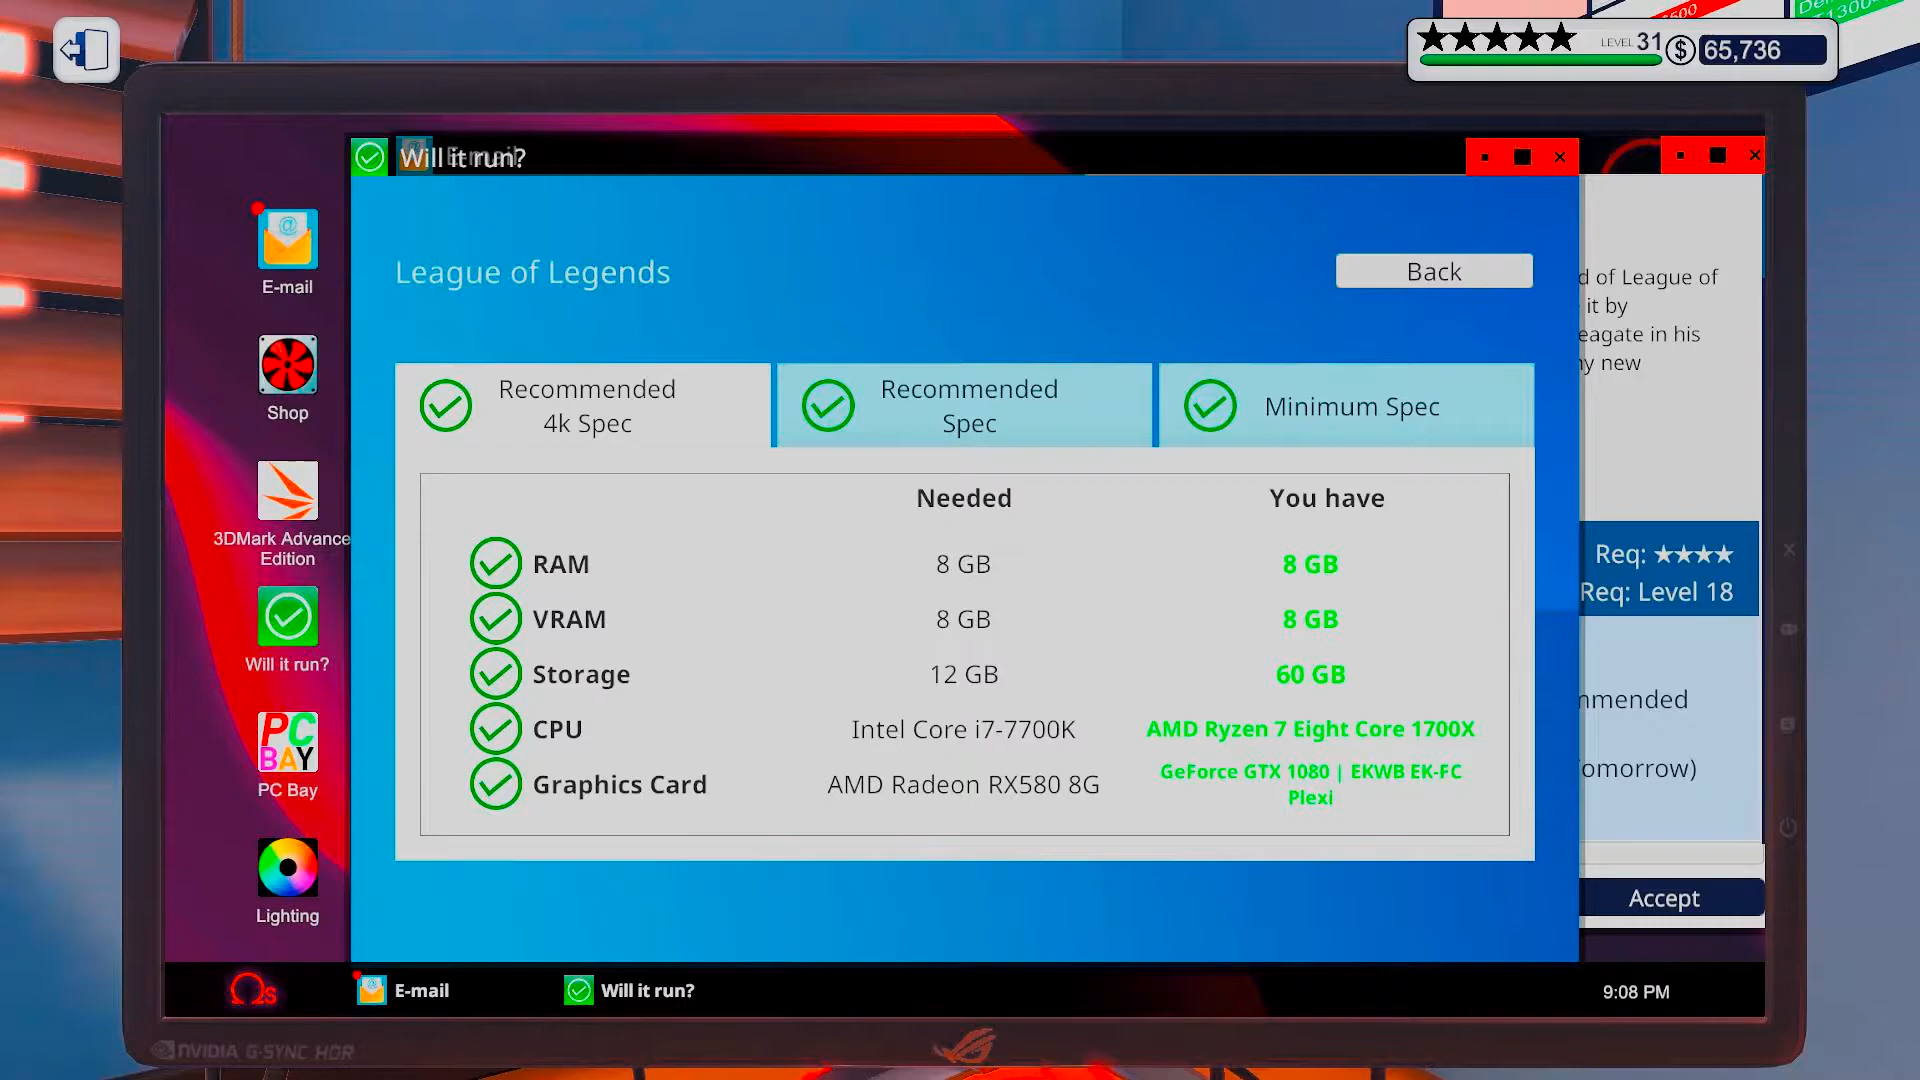 LEVEL 31
$ 65,736
Will it run?
League of Legends
Back
Recommended
4k Spec
Recommended
Spec
Minimum Spec
Needed
You have
RAM
8 GB
8 GB
VRAM
8 GB
8 GB
Storage
12 GB
60 GB
CPU
Intel Core i7-7700K
AMD Ryzen 7 Eight Core 1700X
Graphics Card
AMD Radeon RX580 8G
GeForce GTX 1080 | EKWB EK-FC
Plexi
E-mail
Shop
3DMark Advance
Edition
Will it run?
PC
BAY
PC Bay
Lighting
d of League of
it by
eagate in his
y new
Req: ★★★★
Req: Level 18
mmended
omorrow)
Accept
E-mail
Will it run?
9:08 PM
NVIDIA G-SYNC HDR